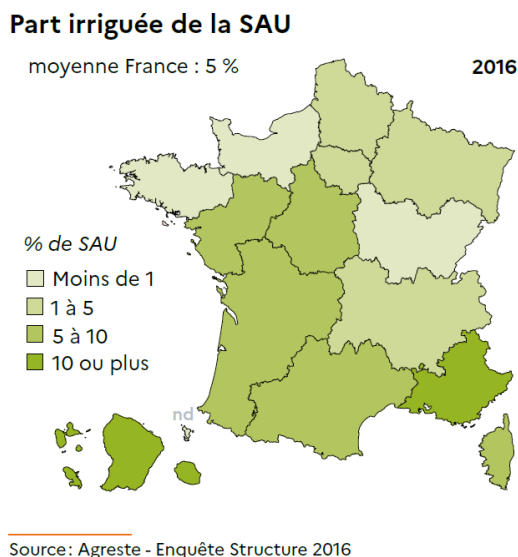 Part irriguée de la SAU
moyenne France : 5 %
2016
% de SAU
Moins de 1
1 à 5
5 à 10
10 ou plus
nd
Source : Agreste - Enquête Structure 2016